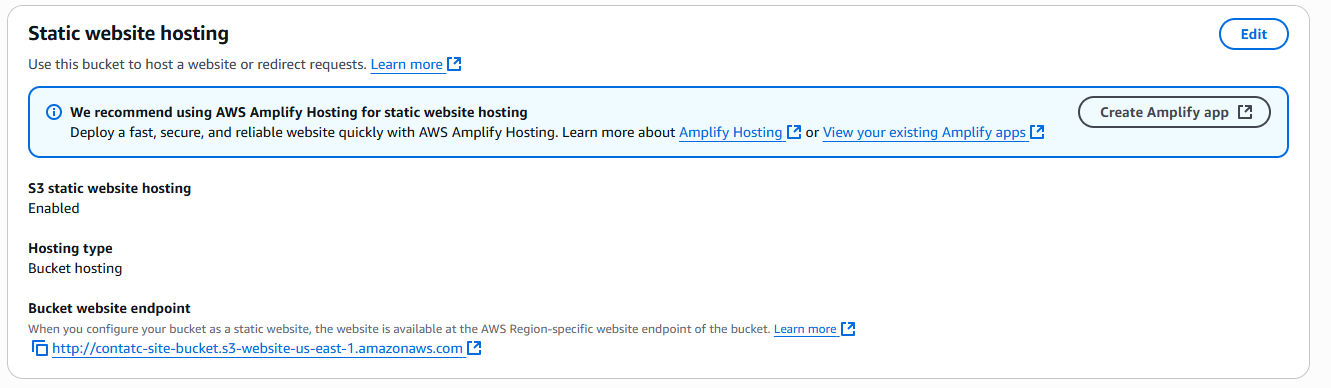 Static website hosting
Edit
Use this bucket to host a website or redirect requests. Learn more
We recommend using AWS Amplify Hosting for static website hosting
Create Amplify app
Deploy a fast, secure, and reliable website quickly with AWS Amplify Hosting. Learn more about Amplify Hosting or View your existing Amplify apps
S3 static website hosting
Enabled
Hosting type
Bucket hosting
Bucket website endpoint
When you configure your bucket as a static website, the website is available at the AWS Region-specific website endpoint of the bucket. Learn more
http://contatc-site-bucket.s3-website-us-east-1.amazonaws.com